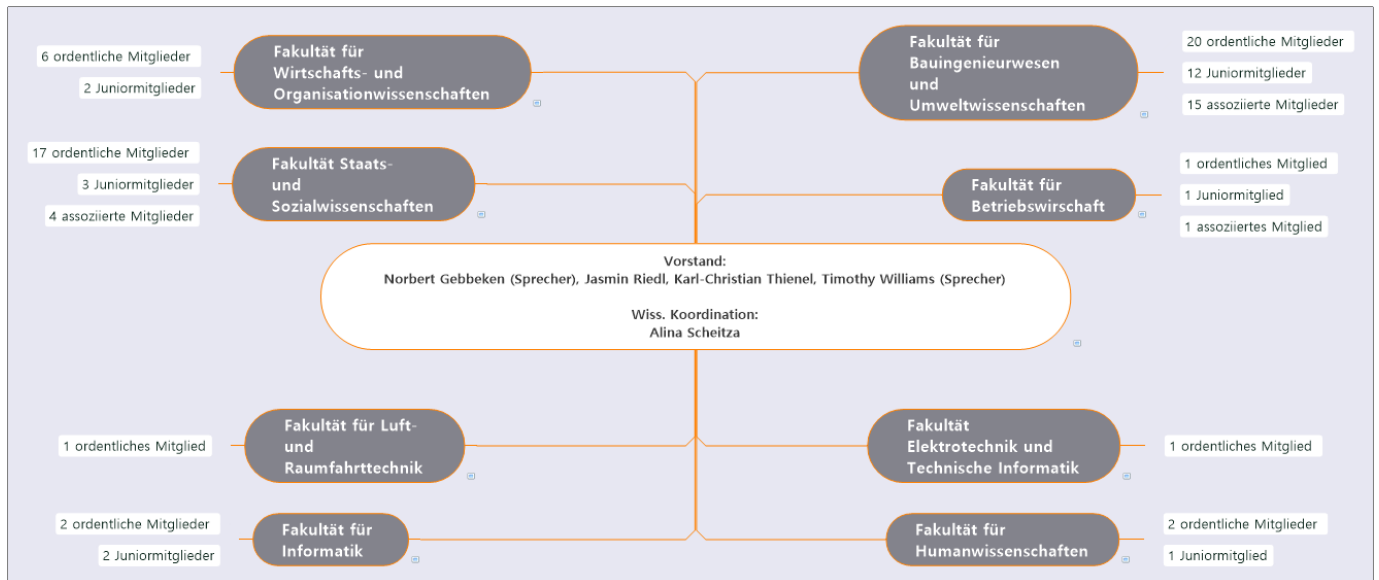 6 ordentliche Mitglieder
2 Juniormitglieder
Fakultät für
Wirtschafts- und
Organisationwissenschaften
Fakultät für
Bauingenieurwesen
und
Umweltwissenschaften
20 ordentliche Mitglieder
12 Juniormitglieder
15 assoziierte Mitglieder
17 ordentliche Mitglieder
3 Juniormitglieder
4 assoziierte Mitglieder
Fakultät Staats-
und
Sozialwissenschaften
Fakultät für
Betriebswirschaft
1 ordentliches Mitglied
1 Juniormitglied
1 assoziiertes Mitglied
Vorstand:
Norbert Gebbeken (Sprecher), Jasmin Riedl, Karl-Christian Thienel, Timothy Williams (Sprecher)
Wiss. Koordination:
Alina Scheitza
1 ordentliches Mitglied
Fakultät für Luft-
und
Raumfahrttechnik
Fakultät
Elektrotechnik und
Technische Informatik
1 ordentliches Mitglied
2 ordentliche Mitglieder
2 Juniormitglieder
Fakultät für
Informatik
Fakultät für
Humanwissenschaften
2 ordentliche Mitglieder
1 Juniormitglied